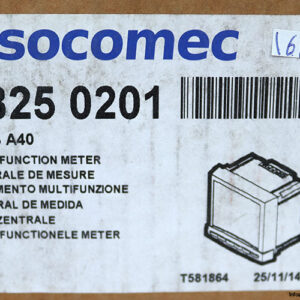 socomec
16
825 0201
A40
FUNCTION METER
RALE DE MESURE
MENTO MULTIFUNZIONE
RAL DE MEDIDA
ZENTRALE
FUNCTIONELE METER
T581864 25/11/14